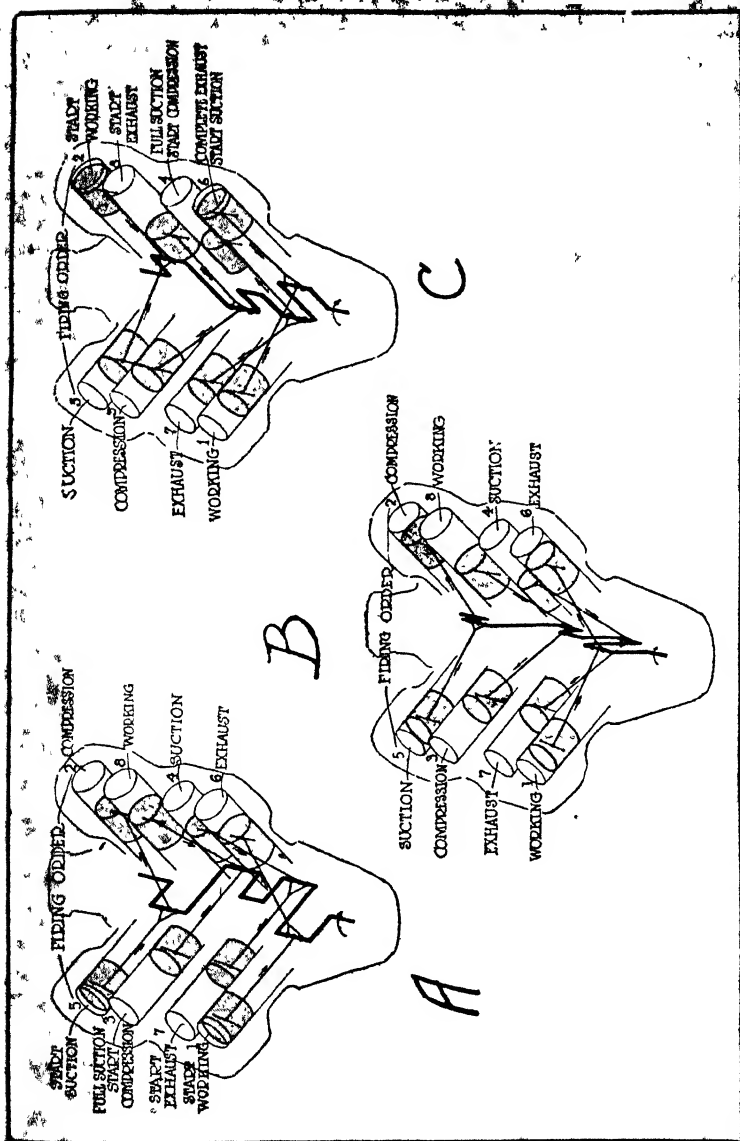 START
SUCTION
5
FULL SUCTION
START
COMPRESSION
3
START
EXHAUST
7
START
WORKING
1
FIRING ORDER
2 COMPRESSION
8 WORKING
4 SUCTION
6 EXHAUST
A
SUCTION
5
COMPRESSION
3
EXHAUST
7
WORKING
1
FIRING ORDER
2 COMPRESSION
8 WORKING
4 SUCTION
6 EXHAUST
B
SUCTION
3
COMPRESSION
EXHAUST
7
WORKING
1
FIRING ORDER
2 START
WORKING
START
EXHAUST
FULL SUCTION
4 START COMPRESSION
COMPLETE EXHAUST
6 START SUCTION
C